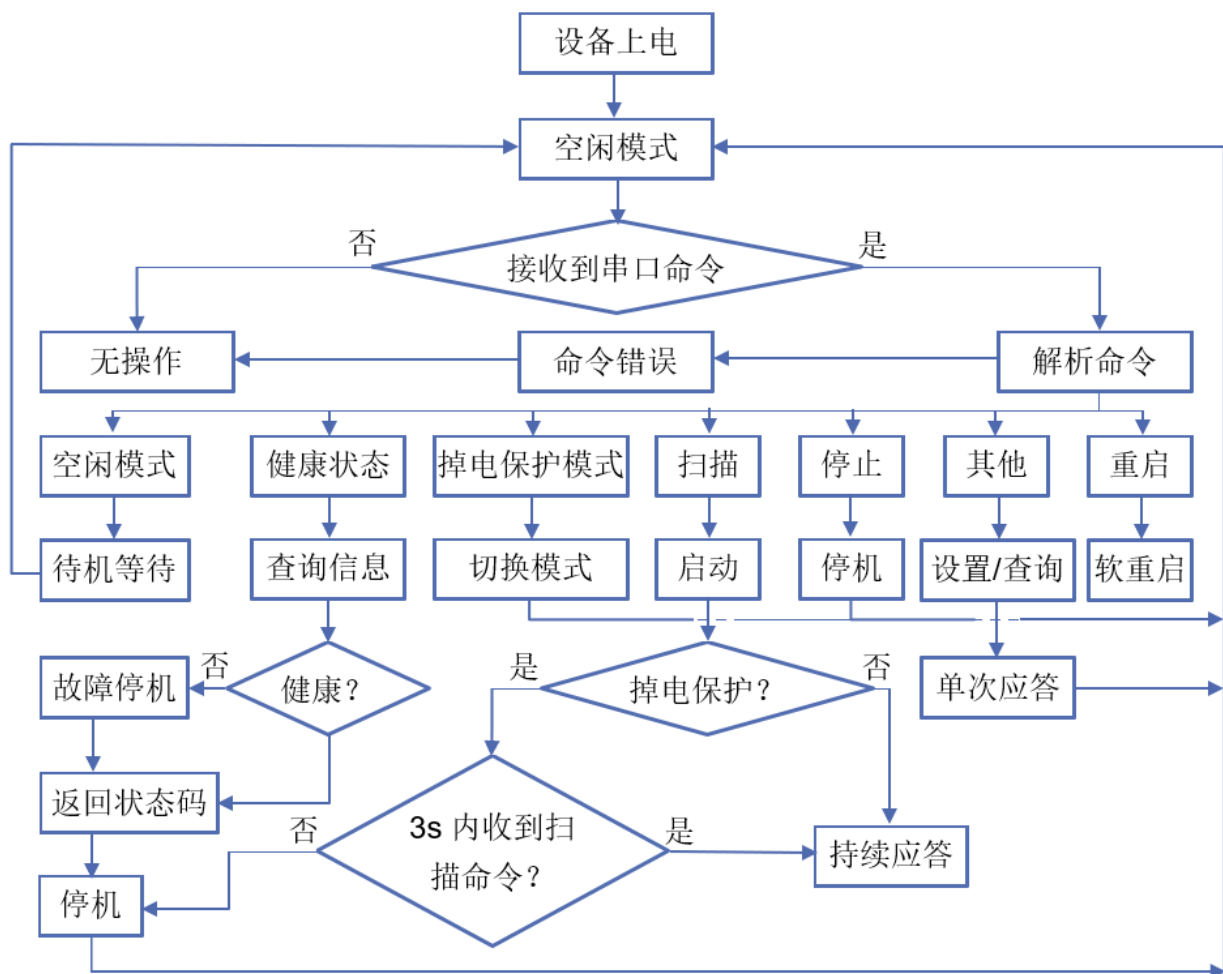 设备上电
空闲模式
否
是
接收到串口命令
无操作
命令错误
解析命令
空闲模式
健康状态
掉电保护模式
扫描
停止
其他
重启
待机等待
查询信息
切换模式
启动
停机
设置/查询
软重启
故障停机
否
健康？
是
掉电保护？
否
单次应答
返回状态码
否
3s 内收到扫
描命令？
是
持续应答
停机